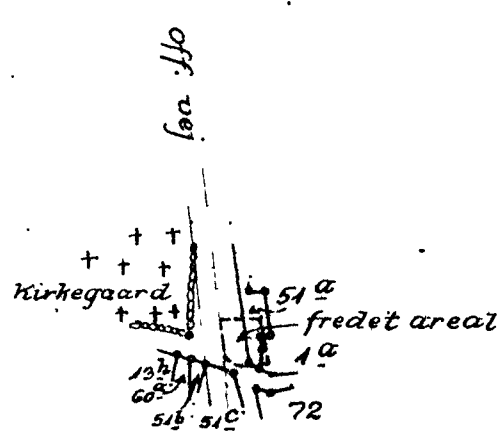 off. vej
Kirkegaard
51a
fredet areal
1a
13h
60a
51b
51c
72